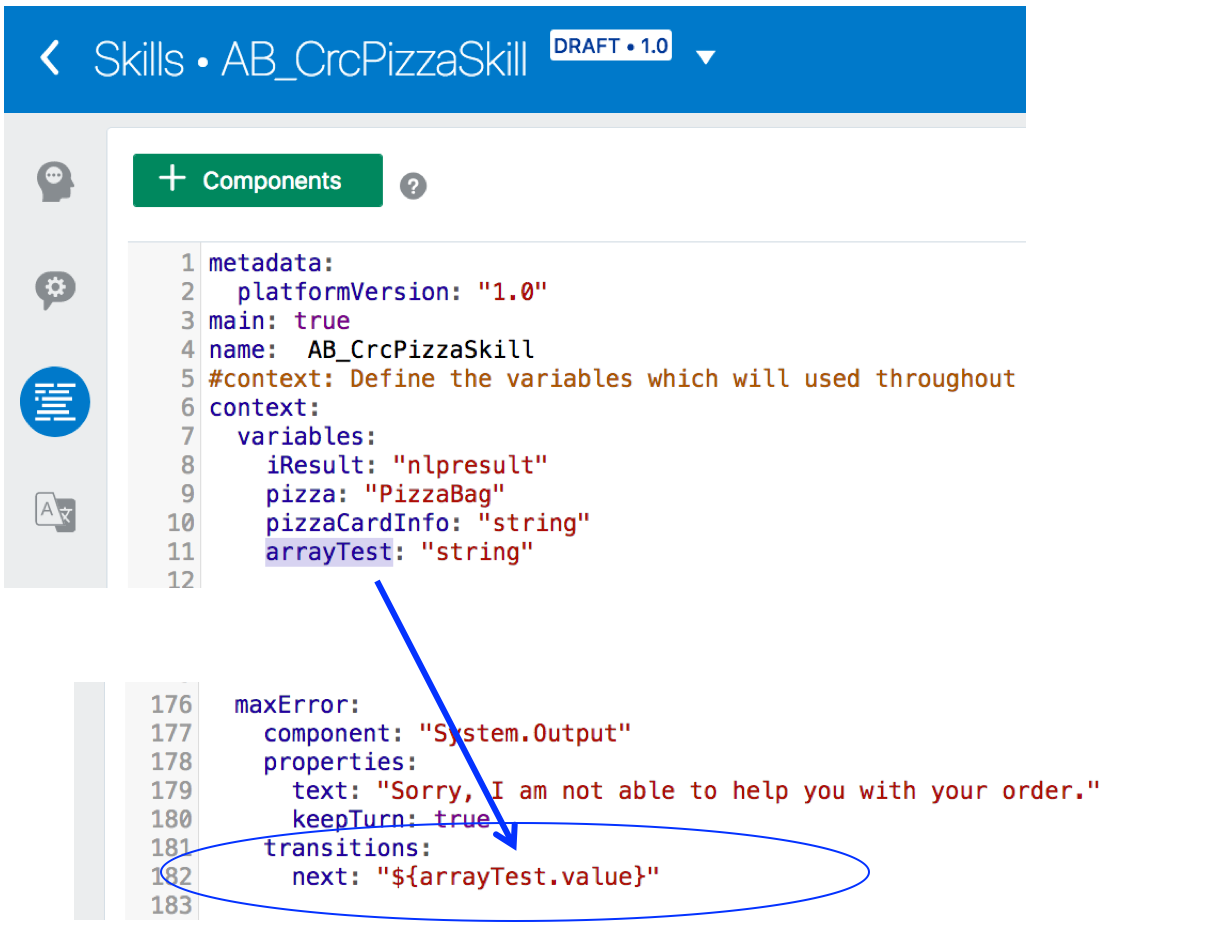 Skills • AB_CrcPizzaSkill DRAFT • 1.0
+ Components ?
1 metadata:
2 platformVersion: "1.0"
3 main: true
4 name:  AB_CrcPizzaSkill
5 #context: Define the variables which will used throughout
6 context:
7 variables:
8 iResult: "nlpresult"
9 pizza: "PizzaBag"
10 pizzaCardInfo: "string"
11 arrayTest: "string"
12
A 文
176 maxError:
177 component: "System.Output"
178 properties:
179 text: "Sorry, I am not able to help you with your order."
180 keepTurn: true
181 transitions:
182 next: "${arrayTest.value}"
183